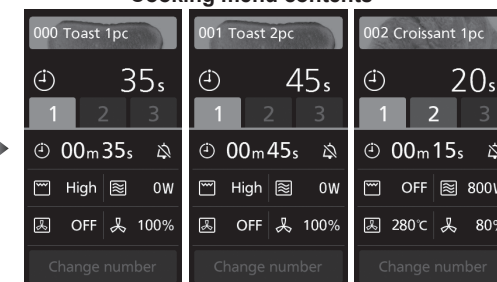 Cooking menu contents
000 Toast 1pc
35s
1 2 3
00m35s
High 0W
OFF 100%
Change number
001 Toast 2pc
45s
1 2 3
00m45s
High 0W
OFF 100%
Change number
002 Croissant 1pc
20s
1 2 3
00m15s
OFF 800W
280℃ 80%
Change number